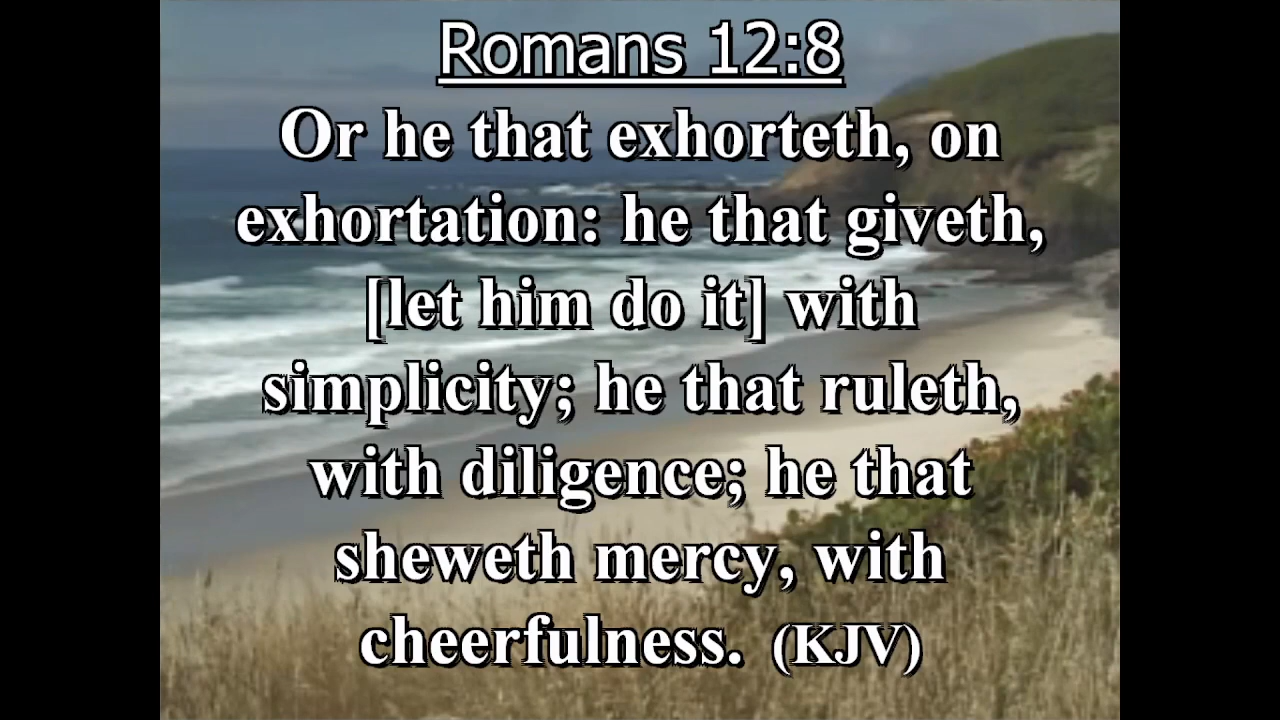 Romans 12:8
Or he that exhorteth, on
exhortation: he that giveth,
[let him do it] with
simplicity; he that ruleth,
with diligence; he that
sheweth mercy, with
cheerfulness. (KJV)